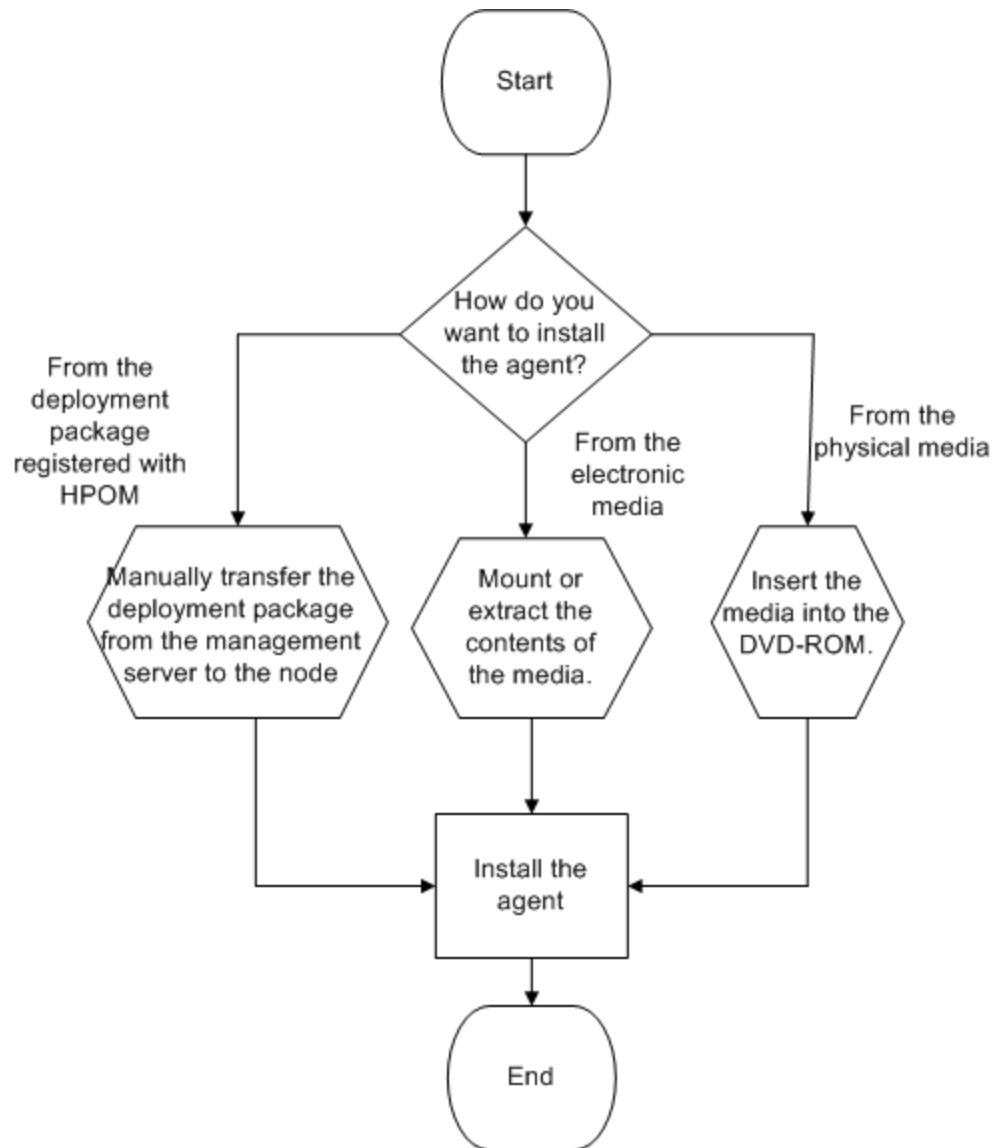 Start
How do you
want to install
the agent?
From the
deployment
package
registered with
HPOM
From the
electronic
media
From the
physical media
Manually transfer the
deployment package
from the management
server to the node
Mount or
extract the
contents of
the media.
Insert the
media into the
DVD-ROM.
Install the
agent
End